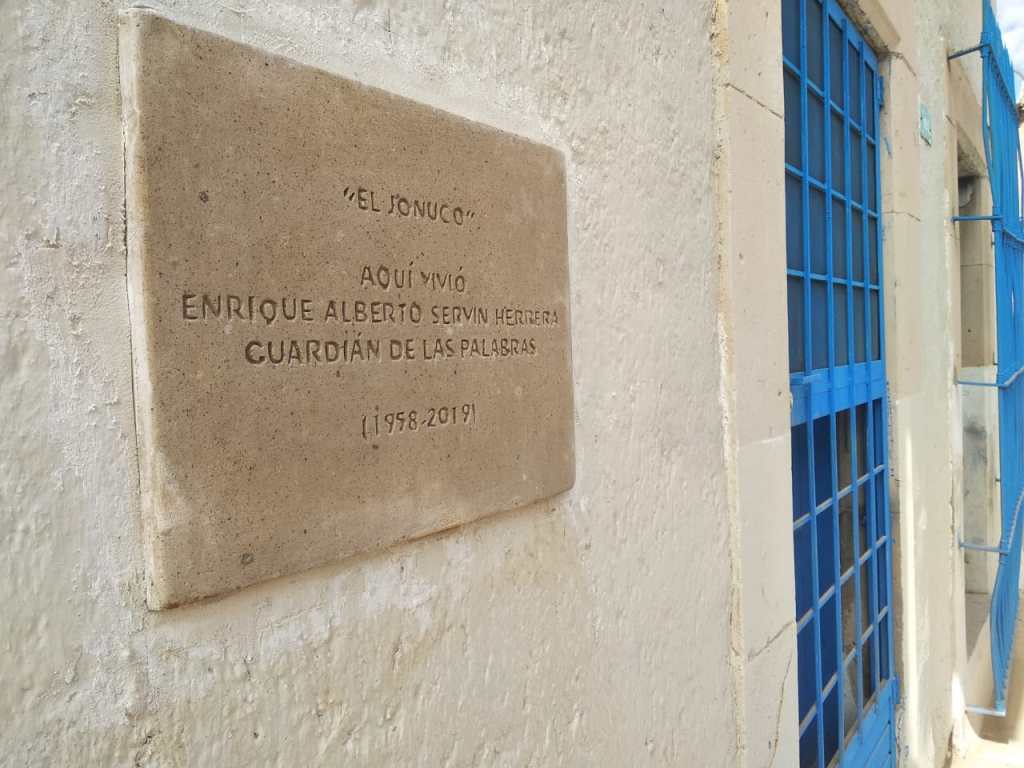 "EL JONUCO"
AQUÍ VIVIÓ
ENRIQUE ALBERTO SERVIN HERRERA
GUARDIÁN DE LAS PALABRAS
(1958-2019)